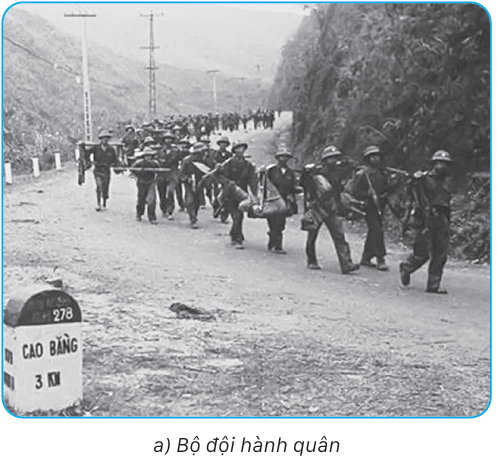 278
CAO BẰNG
3 KM
a) Bộ đội hành quân